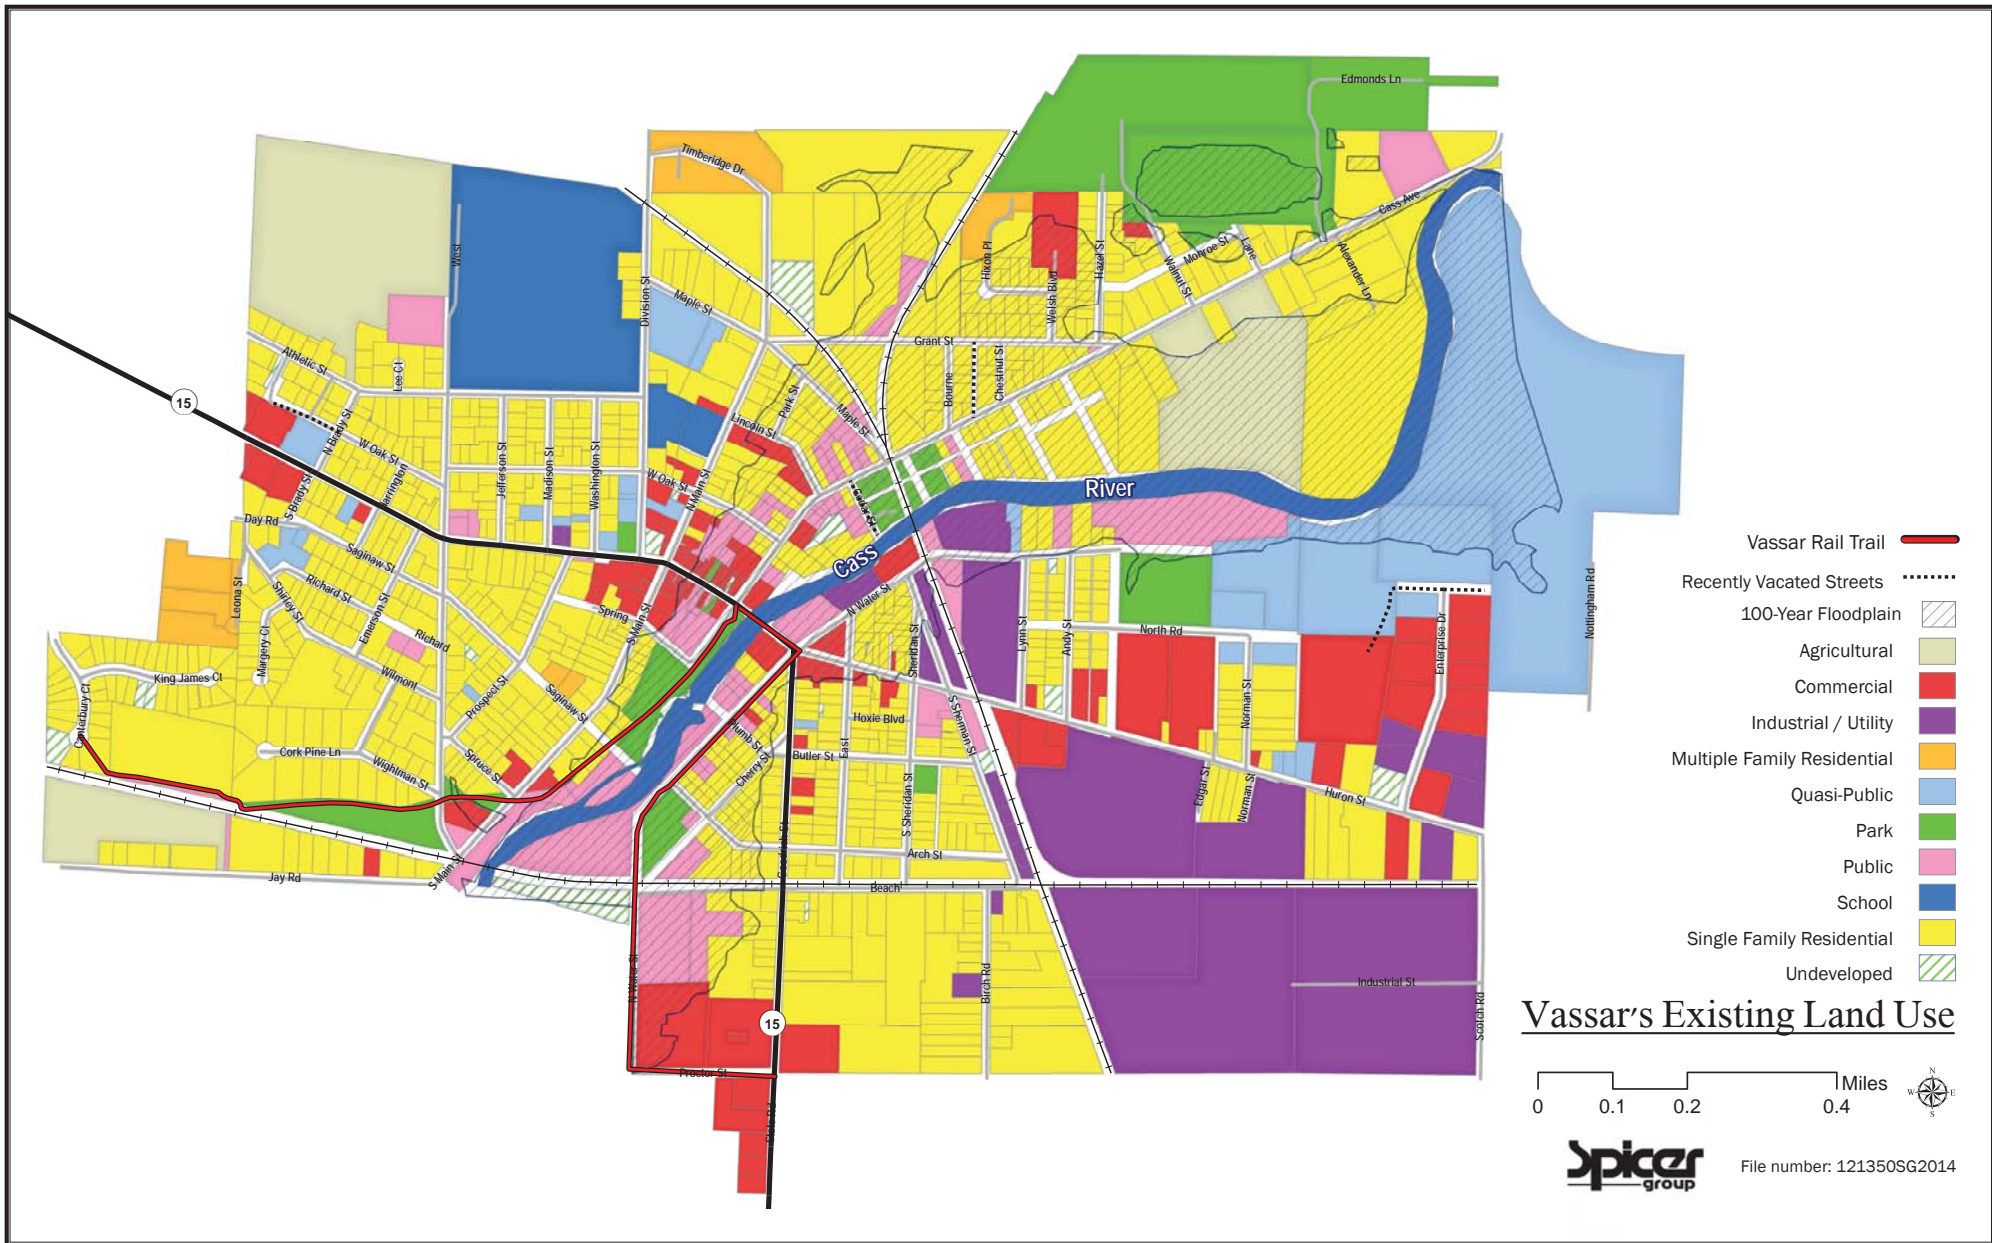 Edmonds Ln
Timberidge Dr
Cass Ave
West
Division St
Maple St
Hixon Pl
Welsh Blvd
Hazel St
Walnut St
Monroe St
Lane
Alexander Ln
Athletic St
Lee Ct
Grant St
Bourne
Chestnut St
Park St
Maple St
Lincoln St
15
N Brady St
W Oak St
S Brady St
Jefferson St
Madison St
Washington St
W Oak St
N Main St
River
Cass
Day Rd
Saginaw St
Richard St
Shirley St
Leona St
Margery Ct
Emerson St
Richard
Wilmont
Spring
S Main St
N Water St
Sheridan St
Lynn St
Andy St
North Rd
Enterprise Dr
Nottingham Rd
King James Ct
Canterbury Ct
Prospect St
Saginaw St
Cork Pine Ln
Wightman St
Spruce St
Plumb St
Cherry St
Hoxie Blvd
Butler St
East
S Sherman St
S Sheridan St
Norman St
Edgar St
Norman St
Huron St
Arch St
Jay Rd
S Main St
Beach
N Water St
Birch Rd
Industrial St
Scotch Rd
15
Proctor St
State Rd
Vassar Rail Trail
Recently Vacated Streets
100-Year Floodplain
Agricultural
Commercial
Industrial / Utility
Multiple Family Residential
Quasi-Public
Park
Public
School
Single Family Residential
Undeveloped
Vassar's Existing Land Use
0 0.1 0.2 0.4 Miles
N
W E
S
Spicer
group
File number: 121350SG2014